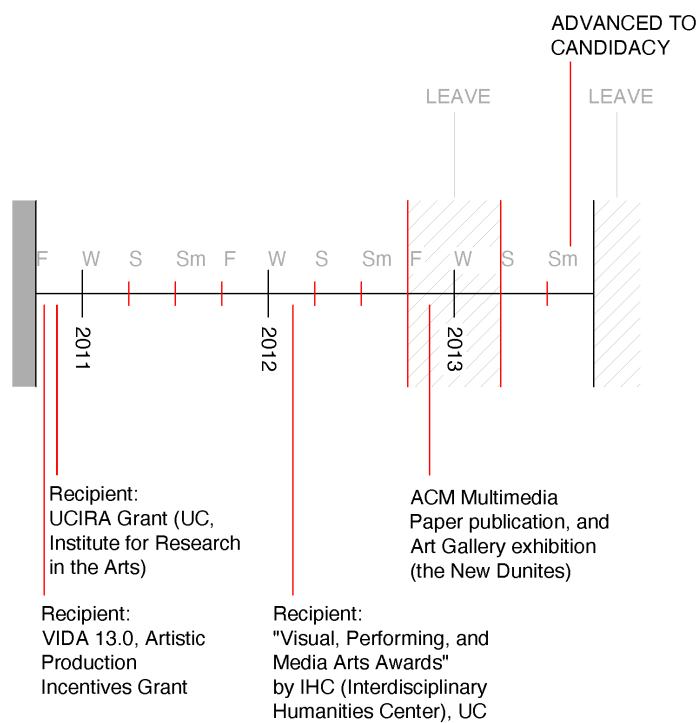 ADVANCED TO
CANDIDACY
LEAVE
LEAVE
F W S Sm F W S Sm F W S Sm
2011
2012
2013
Recipient:
UCIRA Grant (UC,
Institute for Research
in the Arts)
ACM Multimedia
Paper publication, and
Art Gallery exhibition
(the New Dunites)
Recipient:
VIDA 13.0, Artistic
Production
Incentives Grant
Recipient:
"Visual, Performing, and
Media Arts Awards"
by IHC (Interdisciplinary
Humanities Center), UC